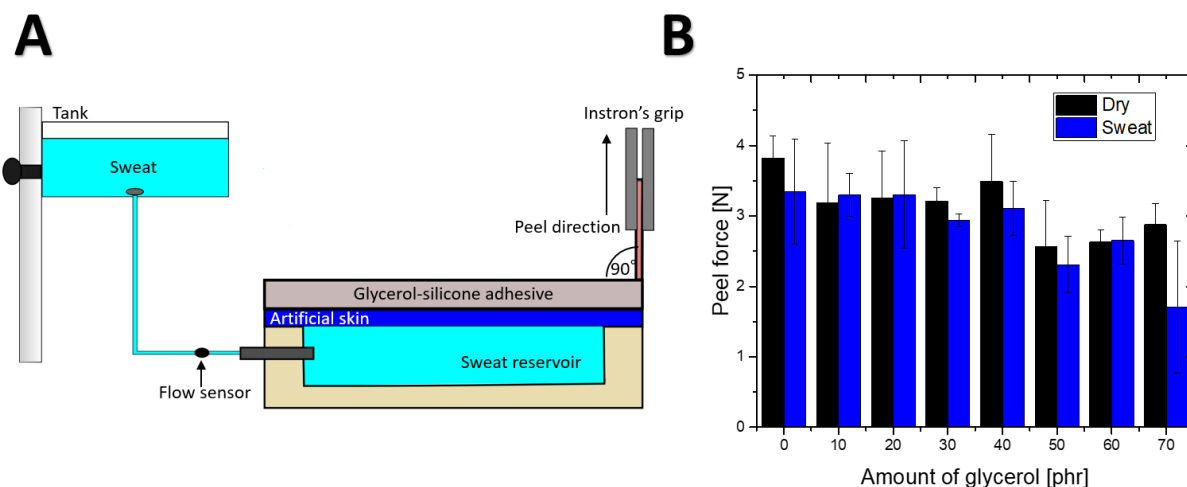 A
Tank
Sweat
Flow sensor
Instron's grip
Peel direction
90°
Glycerol-silicone adhesive
Artificial skin
Sweat reservoir
B
Peel force [N]
5
4
3
2
1
0
Dry
Sweat
0 10 20 30 40 50 60 70
Amount of glycerol [phr]